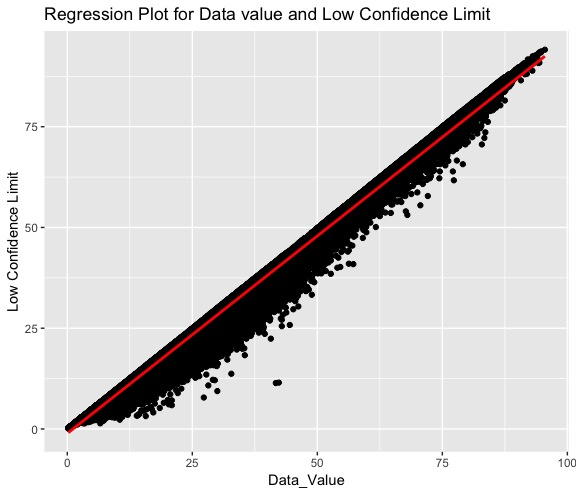 Regression Plot for Data value and Low Confidence Limit
75
50
25
0
Low Confidence Limit
0 25 50 75 100
Data_Value